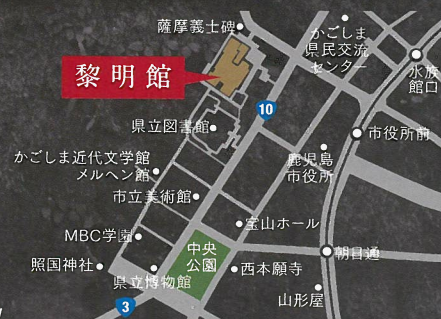 薩摩義士碑
かごしま
県民交流
センター
黎明館
水族
館口
10
県立図書館
市役所前
かごしま近代文学館
メルヘン館
鹿児島
市役所
市立美術館
宝山ホール
MBC学園
中央
公園
朝日通
照国神社
県立博物館
西本願寺
山形屋
3